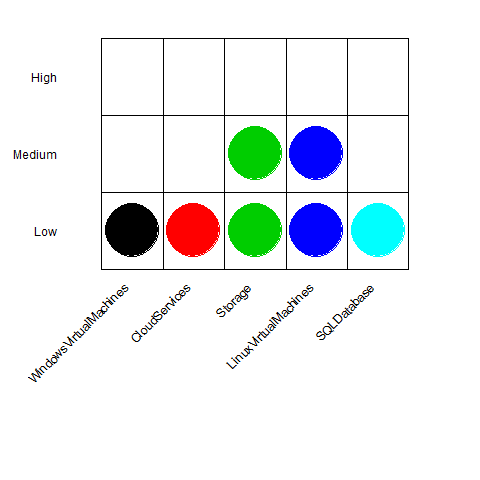 High
Medium
Low
WindowsVirtualMachines
CloudServices
Storage
LinuxVirtualMachines
SQLDatabase